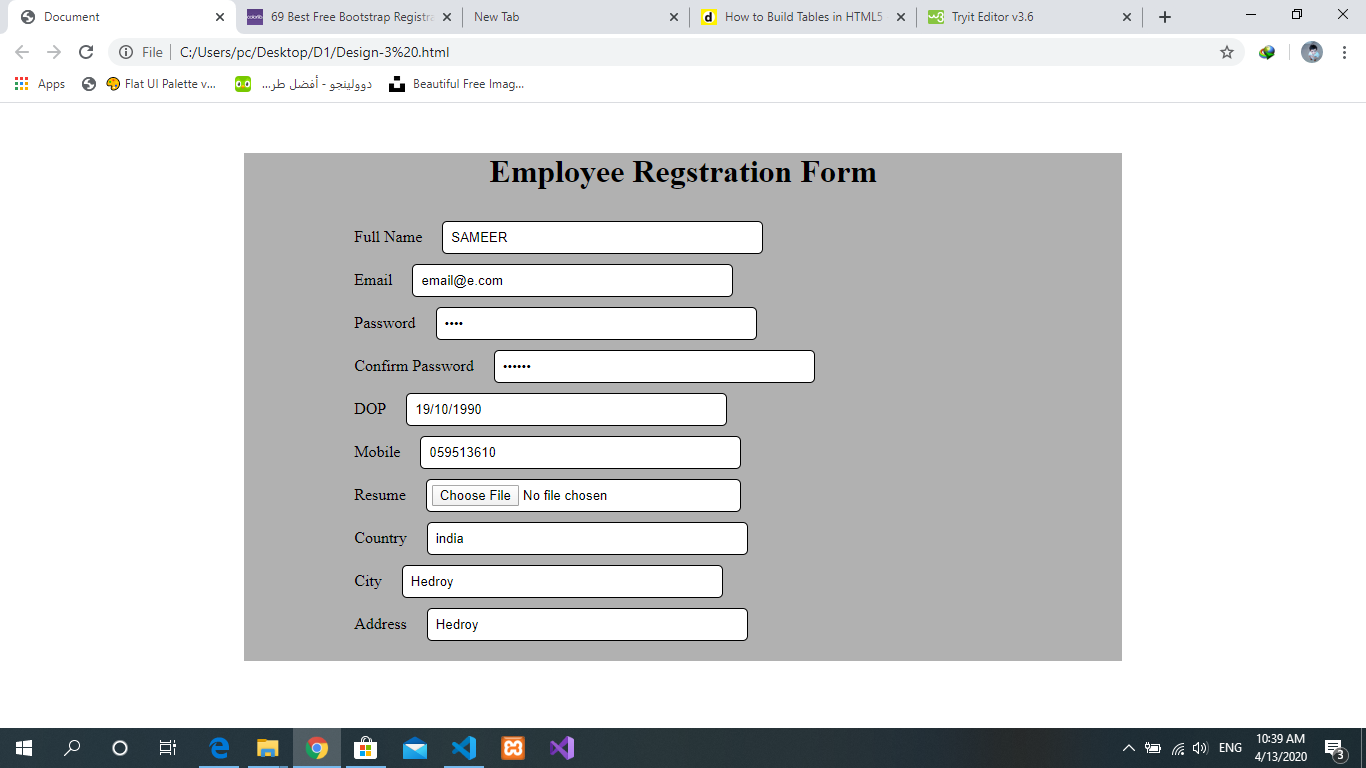 Document
69 Best Free Bootstrap Registra
New Tab
How to Build Tables in HTML5
Tryit Editor v3.6
File C:/Users/pc/Desktop/D1/Design-3%20.html
Apps Flat UI Palette v... دوولينجو - أفضل طر... Beautiful Free Imag...
Employee Regstration Form
Full Name SAMEER
Email email@e.com
Password ••••
Confirm Password ••••••
DOP 19/10/1990
Mobile 059513610
Resume Choose File No file chosen
Country india
City Hedroy
Address Hedroy
ENG
10:39 AM
4/13/2020
3